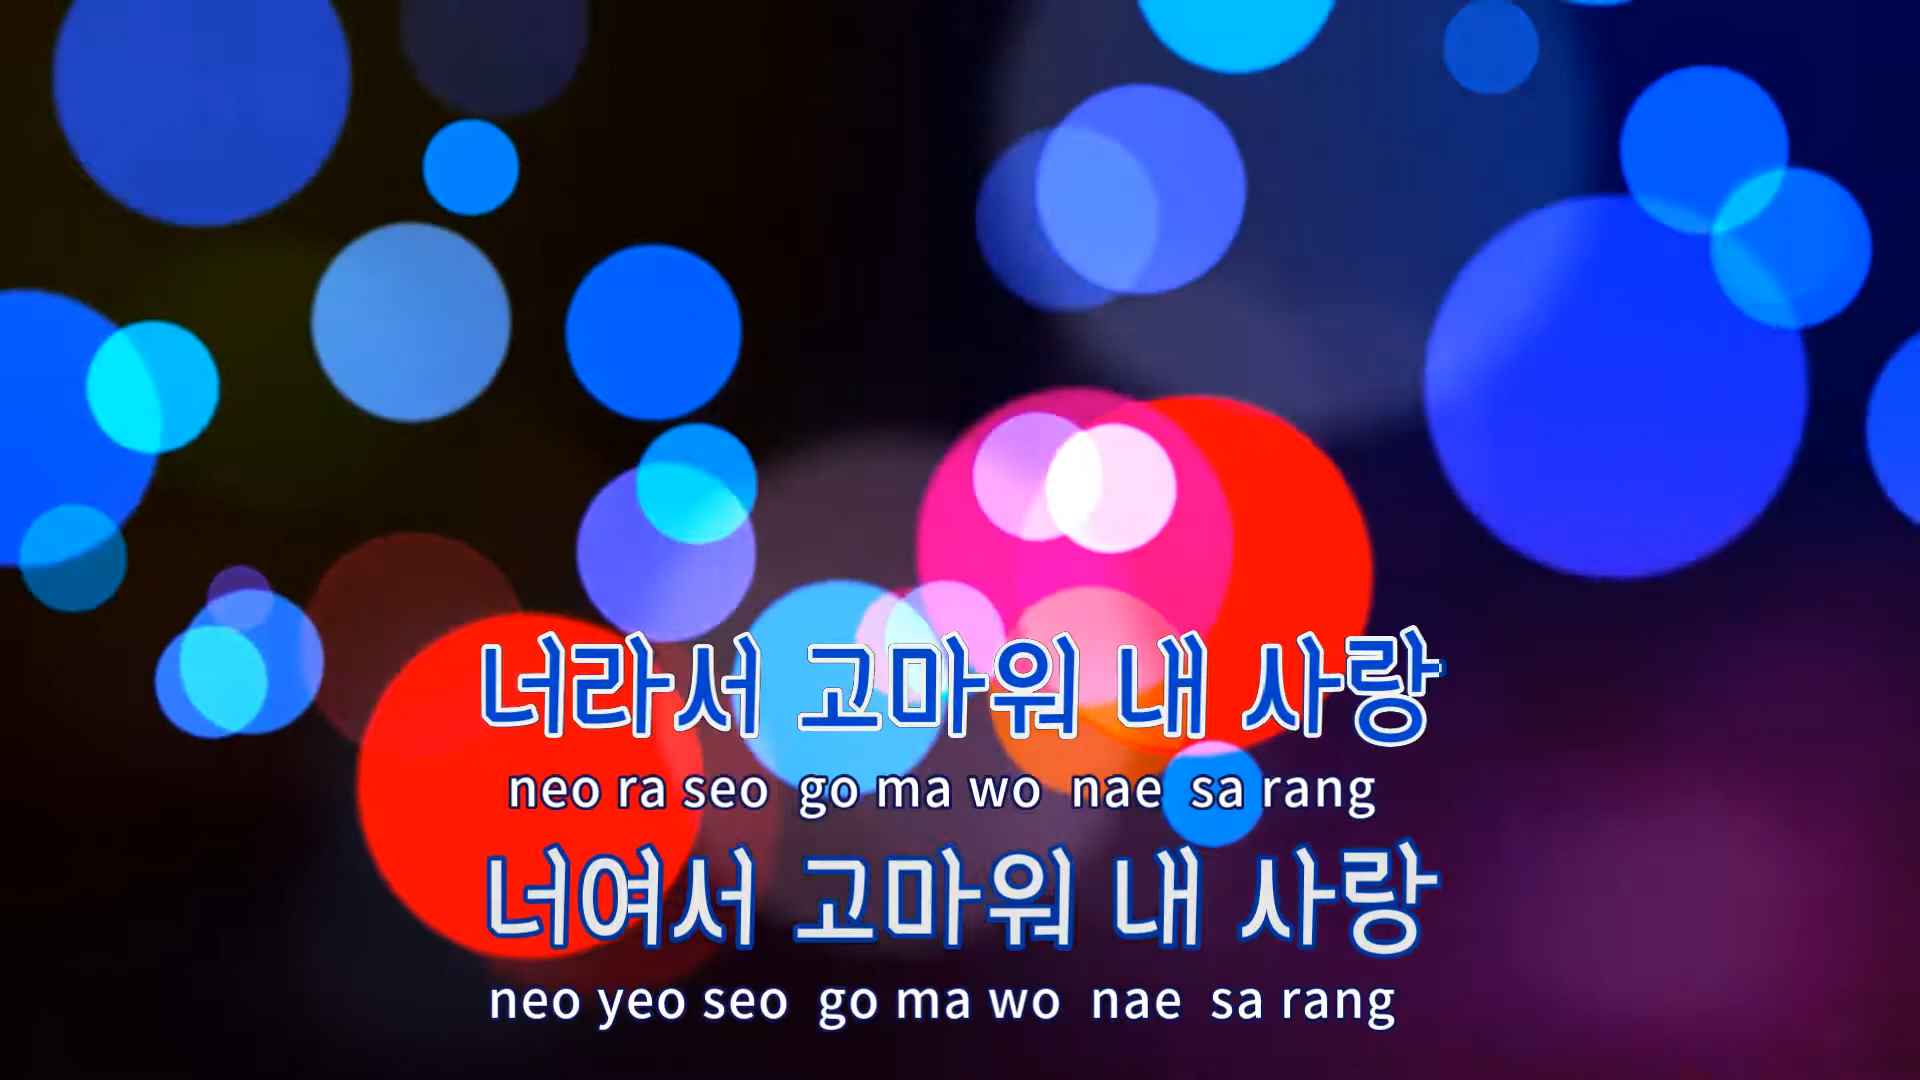 너라서 고마워 내 사랑
neo ra seo go ma wo nae sa rang
너여서 고마워 내 사랑
neo yeo seo go ma wo nae sa rang